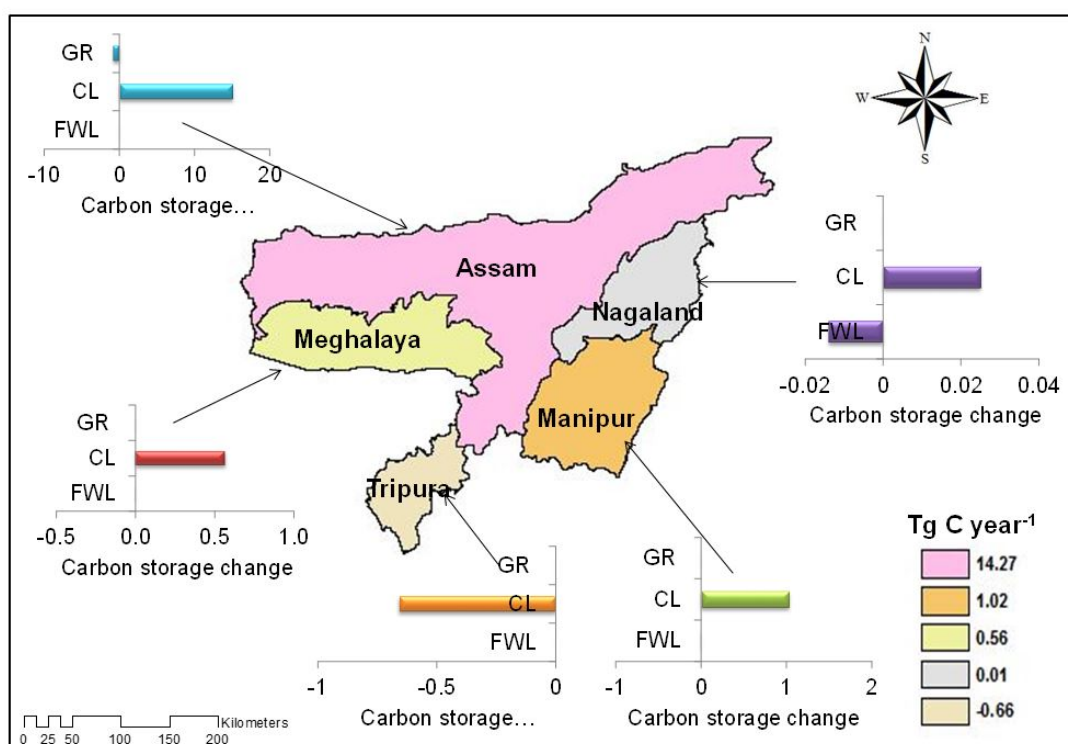 GR
CL
FWL
-10 0 10 20
Carbon storage…
N
W E
S
Assam
Nagaland
Meghalaya
Manipur
Tripura
GR
CL
FWL
-0.02 0 0.02 0.04
Carbon storage change
GR
CL
FWL
-0.5 0.0 0.5 1.0
Carbon storage change
GR
CL
FWL
-1 -0.5 0
Carbon storage…
GR
CL
FWL
-1 0 1 2
Carbon storage change
Tg C year-1
14.27
1.02
0.56
0.01
-0.66
Kilometers
0 25 50 100 150 200